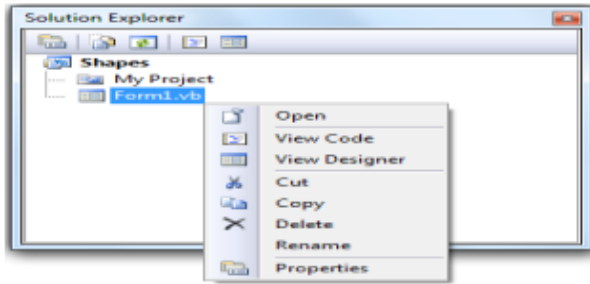 Solution Explorer
Shapes
My Project
Form1.vb
Open
View Code
View Designer
Cut
Copy
Delete
Rename
Properties